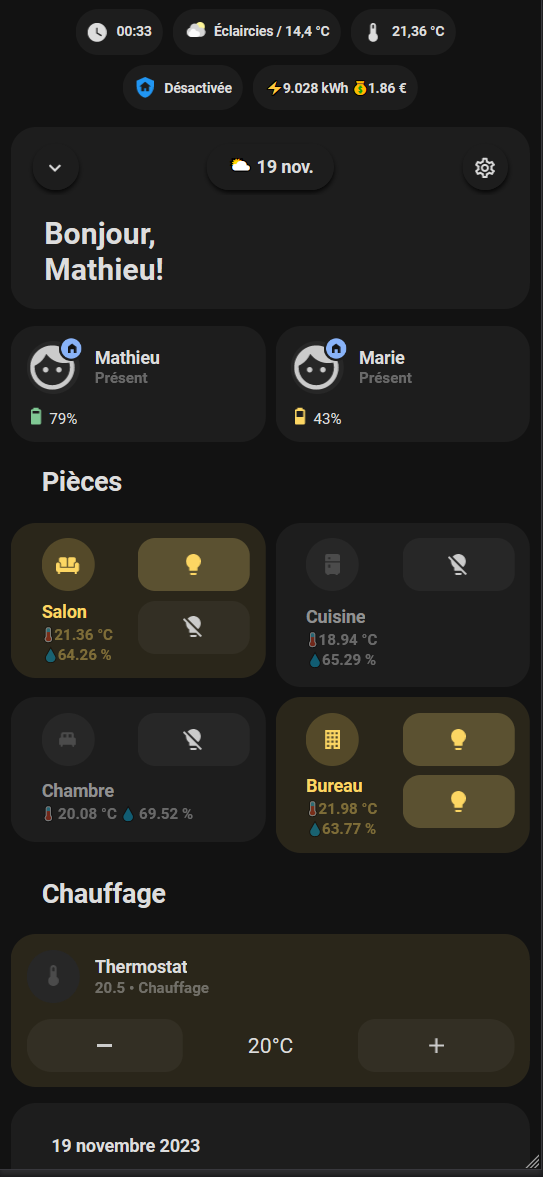 00:33
Éclaircies / 14,4 °C
21,36 °C
Désactivée
9.028 kWh 1.86 €
19 nov.
Bonjour,
Mathieu!
Mathieu
Présent
79%
Marie
Présent
43%
Pièces
Salon
21.36 °C
64.26 %
Cuisine
18.94 °C
65.29 %
Chambre
20.08 °C 69.52 %
Bureau
21.98 °C
63.77 %
Chauffage
Thermostat
20.5 • Chauffage
20°C
19 novembre 2023